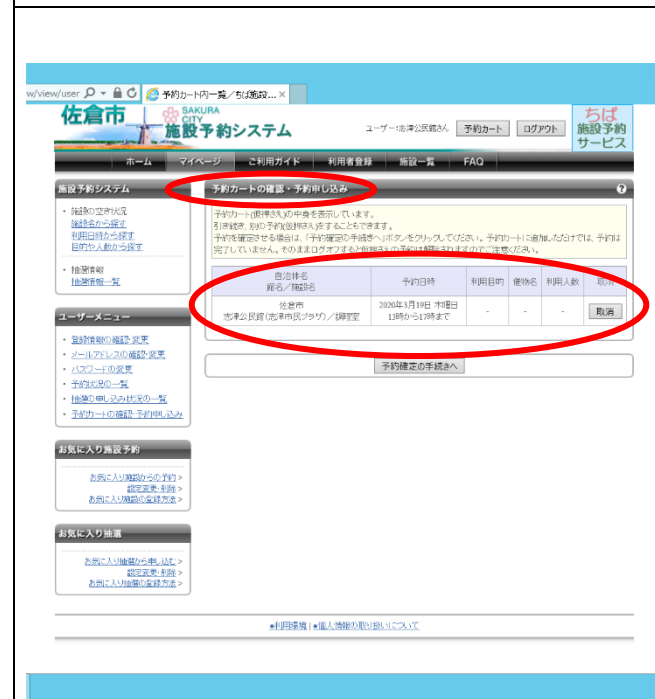 w/view/user
予約カート内一覧／ちば施設... ×
佐倉市
SAKURA
CITY
施設予約システム
ユーザー:志津公民館さん
予約カート
ログアウト
ちば
施設予約
サービス
ホーム マイページ ご利用ガイド 利用者登録 施設一覧 FAQ
施設予約システム
・ 施設の空き状況
施設名から探す
利用日時から探す
目的や人数から探す
・ 抽選情報
抽選情報一覧
ユーザーメニュー
・ 登録情報の確認・変更
・ メールアドレスの確認・変更
・ パスワードの変更
・ 予約状況の一覧
・ 抽選の申し込み状況の一覧
・ 予約カートの確認・予約申し込み
お気に入り施設予約
お気に入り施設からの予約 >
設定変更・削除 >
お気に入り施設の登録方法 >
お気に入り抽選
お気に入り抽選から申し込む >
設定変更・削除 >
お気に入り抽選の登録方法 >
予約カートの確認・予約申し込み ?
予約カート(仮押さえ)の中身を表示しています。
引き続き、別の予約(仮押さえ)をすることもできます。
予約を確定させる場合は、「予約確定の手続きへ」ボタンをクリックしてください。予約カートに追加しただけでは、予約は
完了していません。そのままログオフすると仮押さえの予約は解除されますのでご注意ください。
自治体名
館名／施設名
予約日時 利用目的 催物名 利用人数 取消
佐倉市
志津公民館(志津市民プラザ)／調理室
2020年3月19日 木曜日
13時から17時まで
- - - 取消
予約確定の手続きへ
●利用環境 | ●個人情報の取り扱いについて